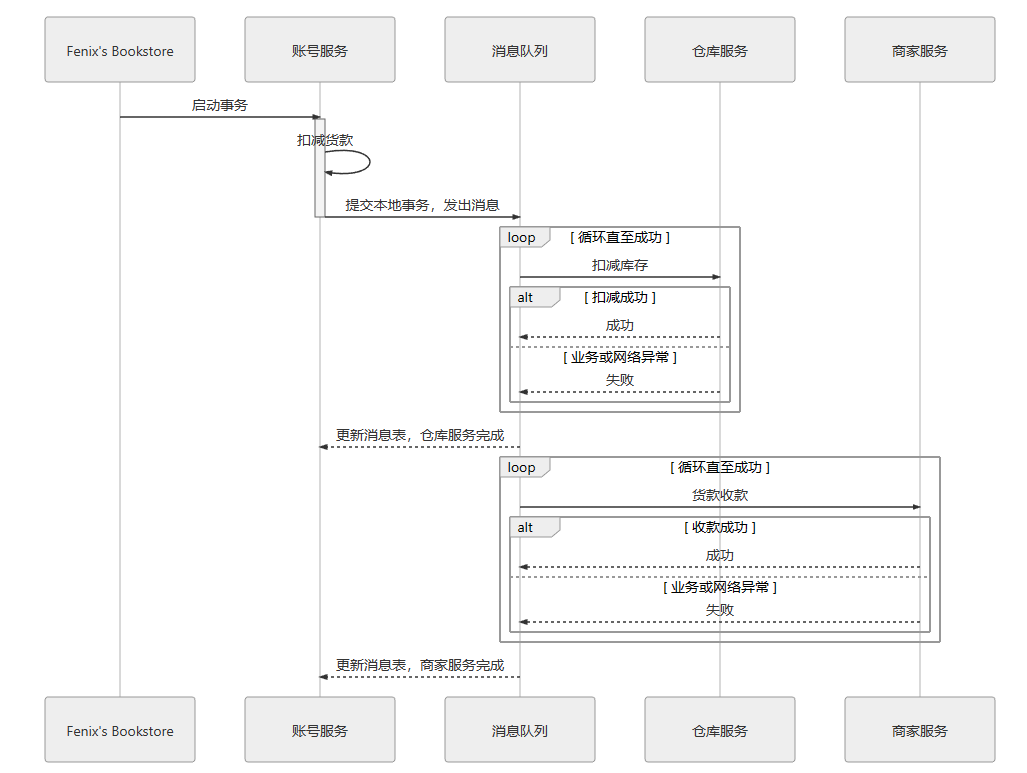 Fenix's Bookstore
账号服务
消息队列
仓库服务
商家服务
启动事务
扣减货款
提交本地事务，发出消息
loop
[ 循环直至成功 ]
扣减库存
alt
[ 扣减成功 ]
成功
[ 业务或网络异常 ]
失败
更新消息表，仓库服务完成
loop
[ 循环直至成功 ]
货款收款
alt
[ 收款成功 ]
成功
[ 业务或网络异常 ]
失败
更新消息表，商家服务完成
Fenix's Bookstore
账号服务
消息队列
仓库服务
商家服务